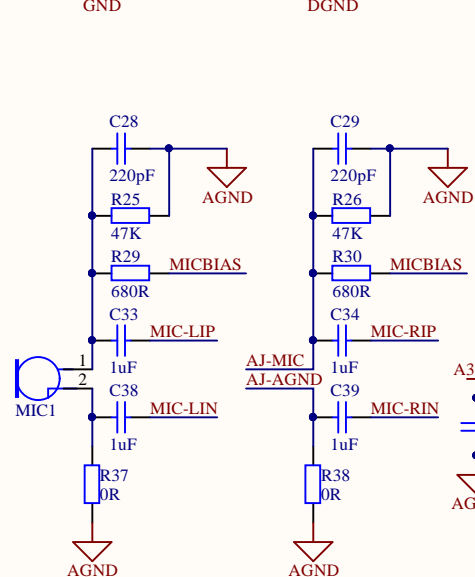 GND
DGND
C28
220pF
AGND
R25
47K
R29
MICBIAS
680R
C33
MIC-LIP
1uF
1
2
MIC1
C38
MIC-LIN
1uF
R37
0R
AGND
C29
220pF
AGND
R26
47K
R30
MICBIAS
680R
C34
MIC-RIP
1uF
AJ-MIC
AJ-AGND
C39
MIC-RIN
1uF
R38
0R
AGND
A3
AG